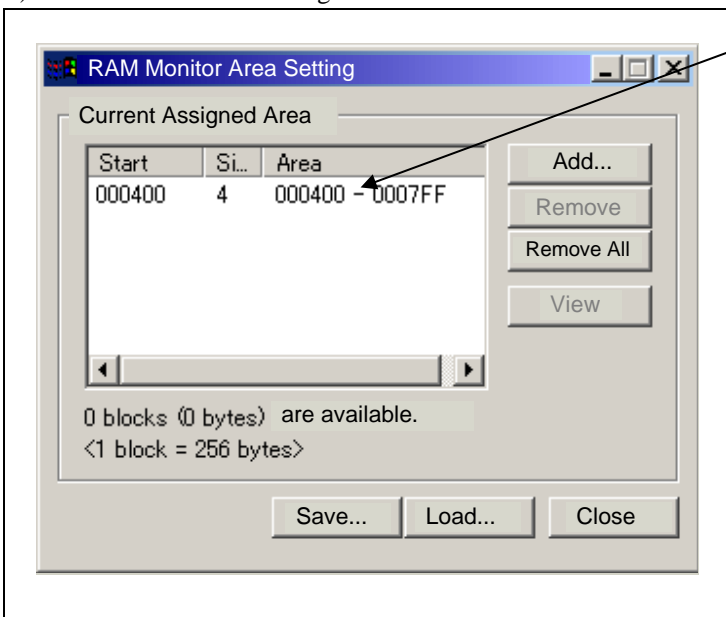 RAM Monitor Area Setting
Current Assigned Area
Start Si... Area
000400 4 000400 - 0007FF
Add...
Remove
Remove All
View
0 blocks (0 bytes) are available.
<1 block = 256 bytes>
Save... Load... Close